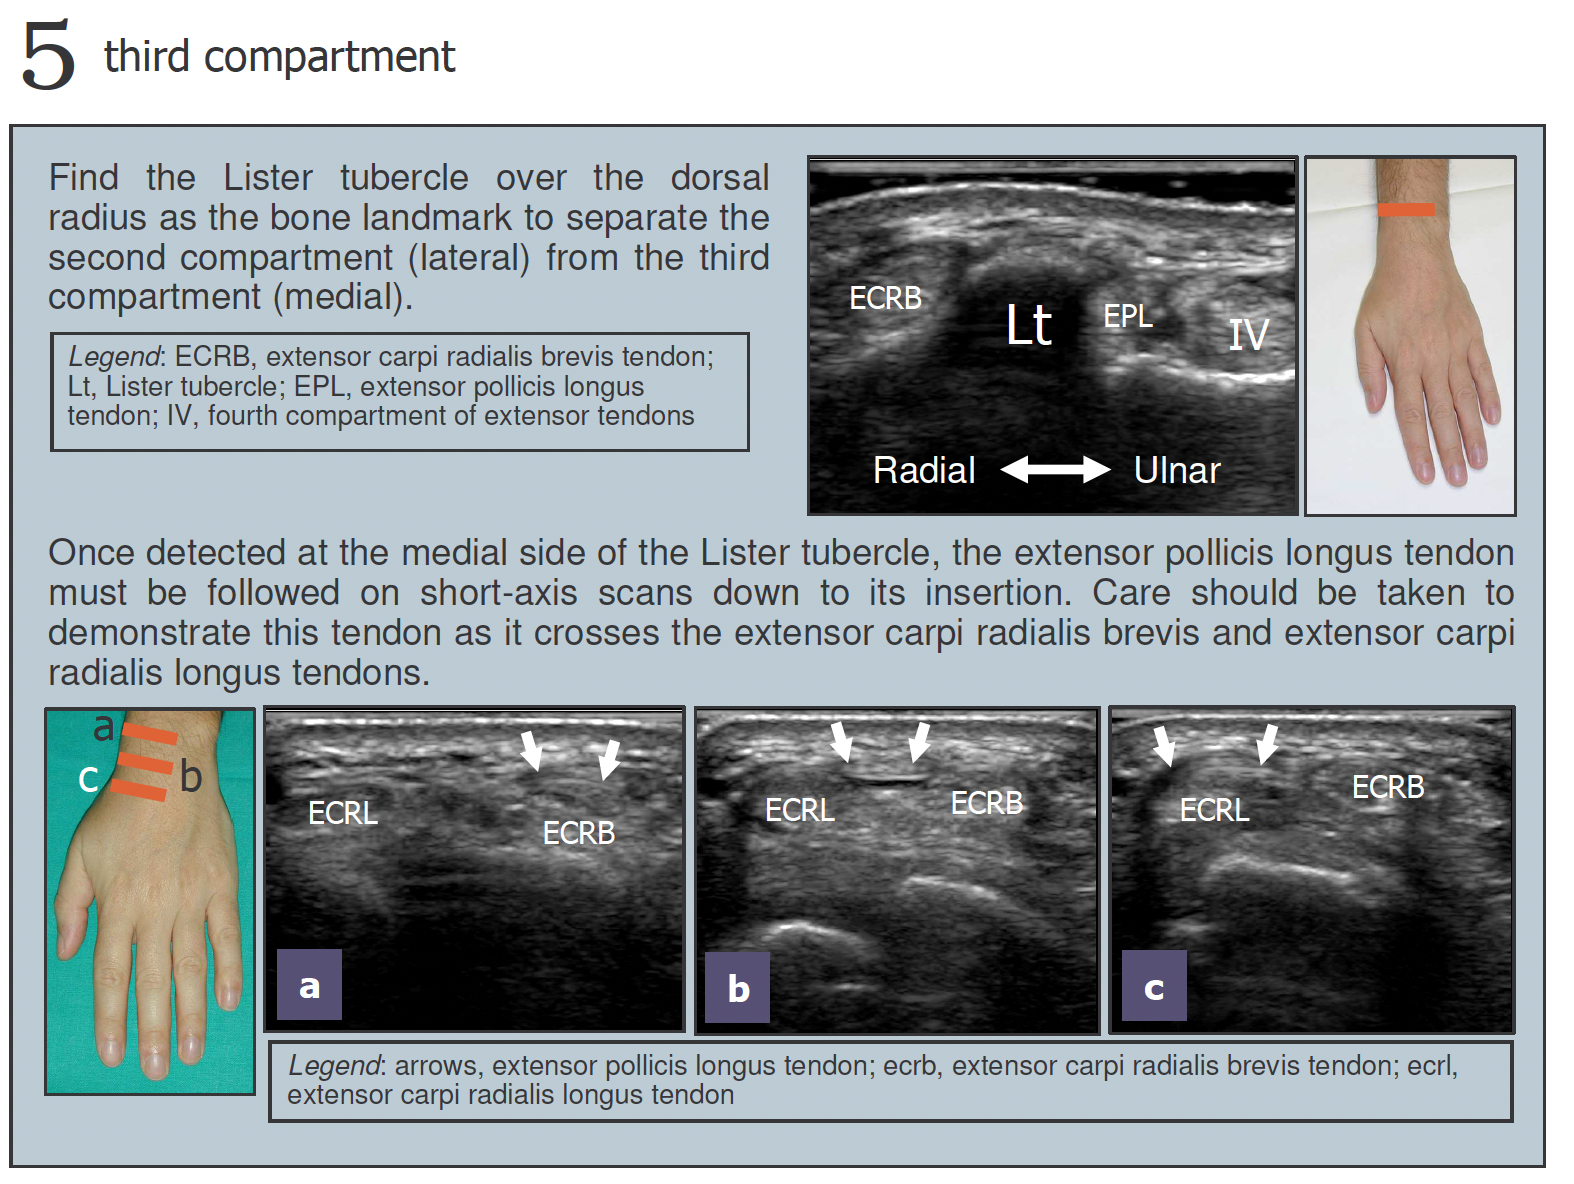 5 third compartment
Find the Lister tubercle over the dorsal
radius as the bone landmark to separate the
second compartment (lateral) from the third
compartment (medial).
Legend: ECRB, extensor carpi radialis brevis tendon;
Lt, Lister tubercle; EPL, extensor pollicis longus
tendon; IV, fourth compartment of extensor tendons
ECRB
Lt
EPL
IV
Radial
Ulnar
Once detected at the medial side of the Lister tubercle, the extensor pollicis longus tendon
must be followed on short-axis scans down to its insertion. Care should be taken to
demonstrate this tendon as it crosses the extensor carpi radialis brevis and extensor carpi
radialis longus tendons.
a
b
c
ECRL
ECRB
a
ECRL
ECRB
b
ECRL
ECRB
c
Legend: arrows, extensor pollicis longus tendon; ecrb, extensor carpi radialis brevis tendon; ecrl,
extensor carpi radialis longus tendon